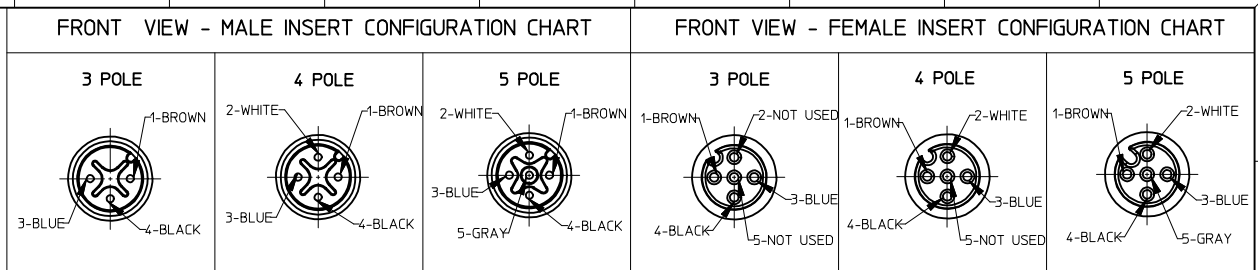 FRONT VIEW - MALE INSERT CONFIGURATION CHART
3 POLE
1-BROWN
3-BLUE
4-BLACK
4 POLE
2-WHITE
1-BROWN
3-BLUE
4-BLACK
5 POLE
2-WHITE
1-BROWN
3-BLUE
5-GRAY
4-BLACK
FRONT VIEW - FEMALE INSERT CONFIGURATION CHART
3 POLE
1-BROWN
2-NOT USED
3-BLUE
4-BLACK
5-NOT USED
4 POLE
1-BROWN
2-WHITE
3-BLUE
4-BLACK
5-NOT USED
5 POLE
1-BROWN
2-WHITE
3-BLUE
4-BLACK
5-GRAY